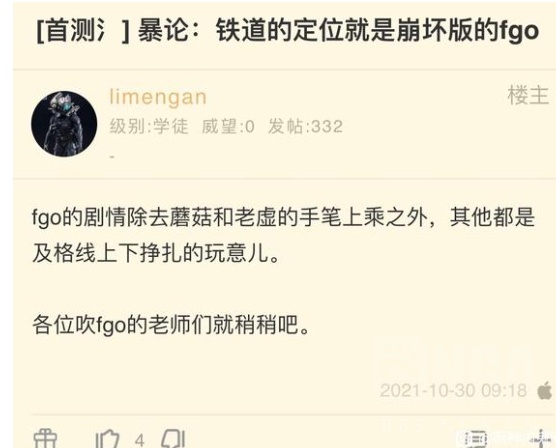 [首测氵] 暴论：铁道的定位就是崩坏版的fgo
limengan
楼主
级别:学徒 威望:0 发帖:332
-
fgo的剧情除去蘑菇和老虚的手笔上乘之外，其他都是
及格线上下挣扎的玩意儿。
各位吹fgo的老师们就稍稍吧。
2021-10-30 09:18
4